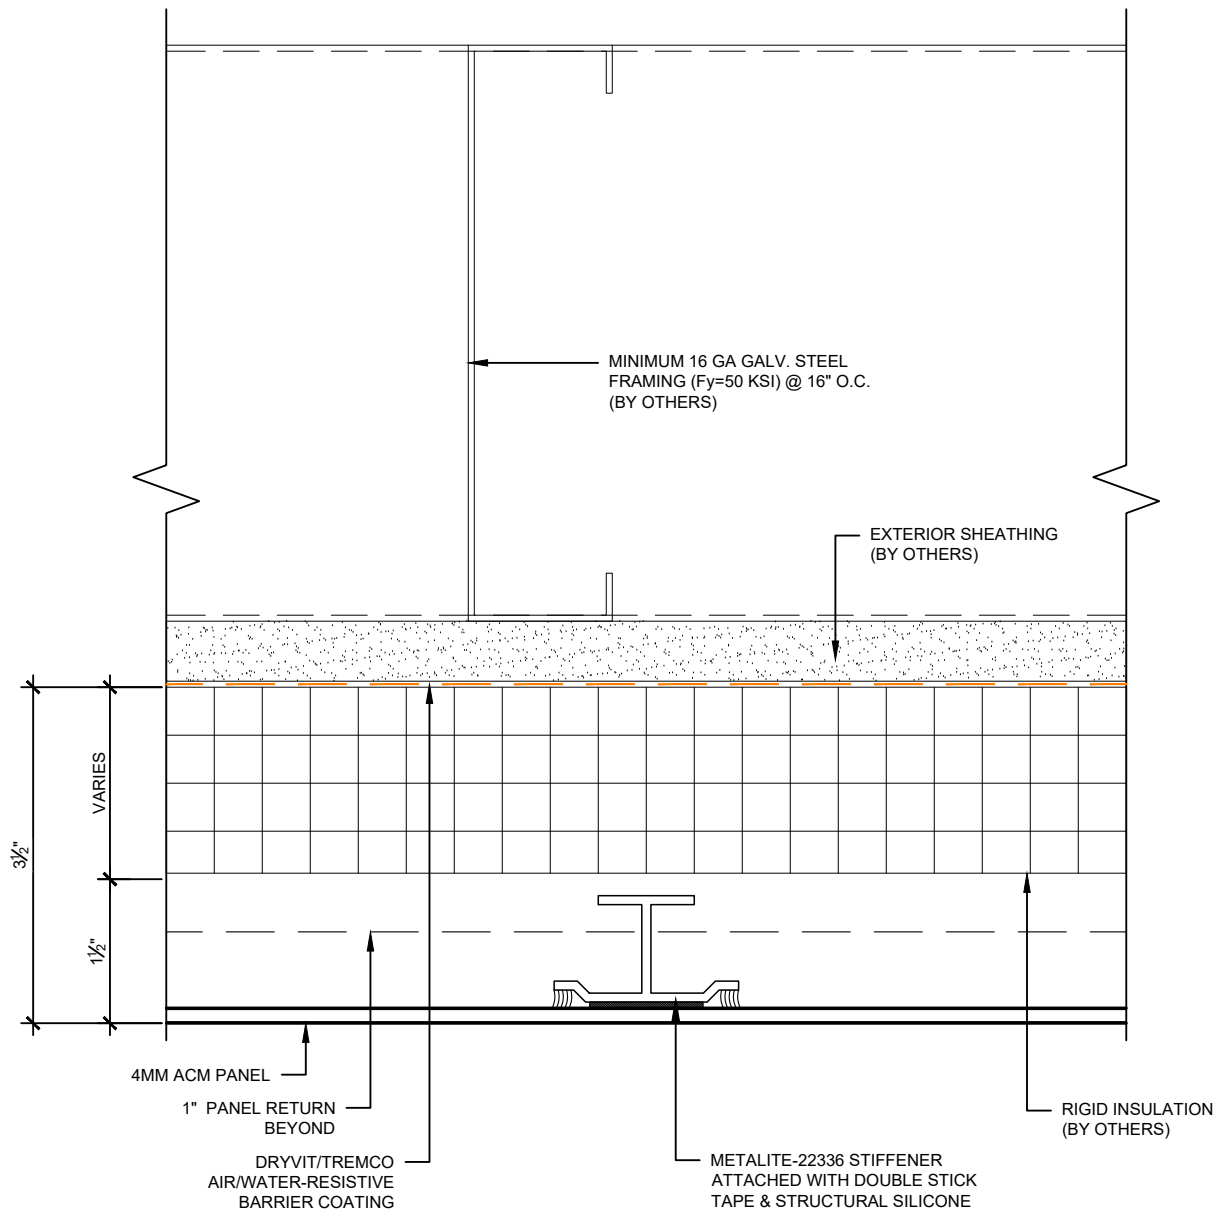 MINIMUM 16 GA GALV. STEEL
FRAMING (Fy=50 KSI) @ 16" O.C.
(BY OTHERS)
EXTERIOR SHEATHING
(BY OTHERS)
VARIES
3½"
1½"
4MM ACM PANEL
1" PANEL RETURN
BEYOND
DRYVIT/TREMCO
AIR/WATER-RESISTIVE
BARRIER COATING
METALITE-22336 STIFFENER
ATTACHED WITH DOUBLE STICK
TAPE & STRUCTURAL SILICONE
RIGID INSULATION
(BY OTHERS)